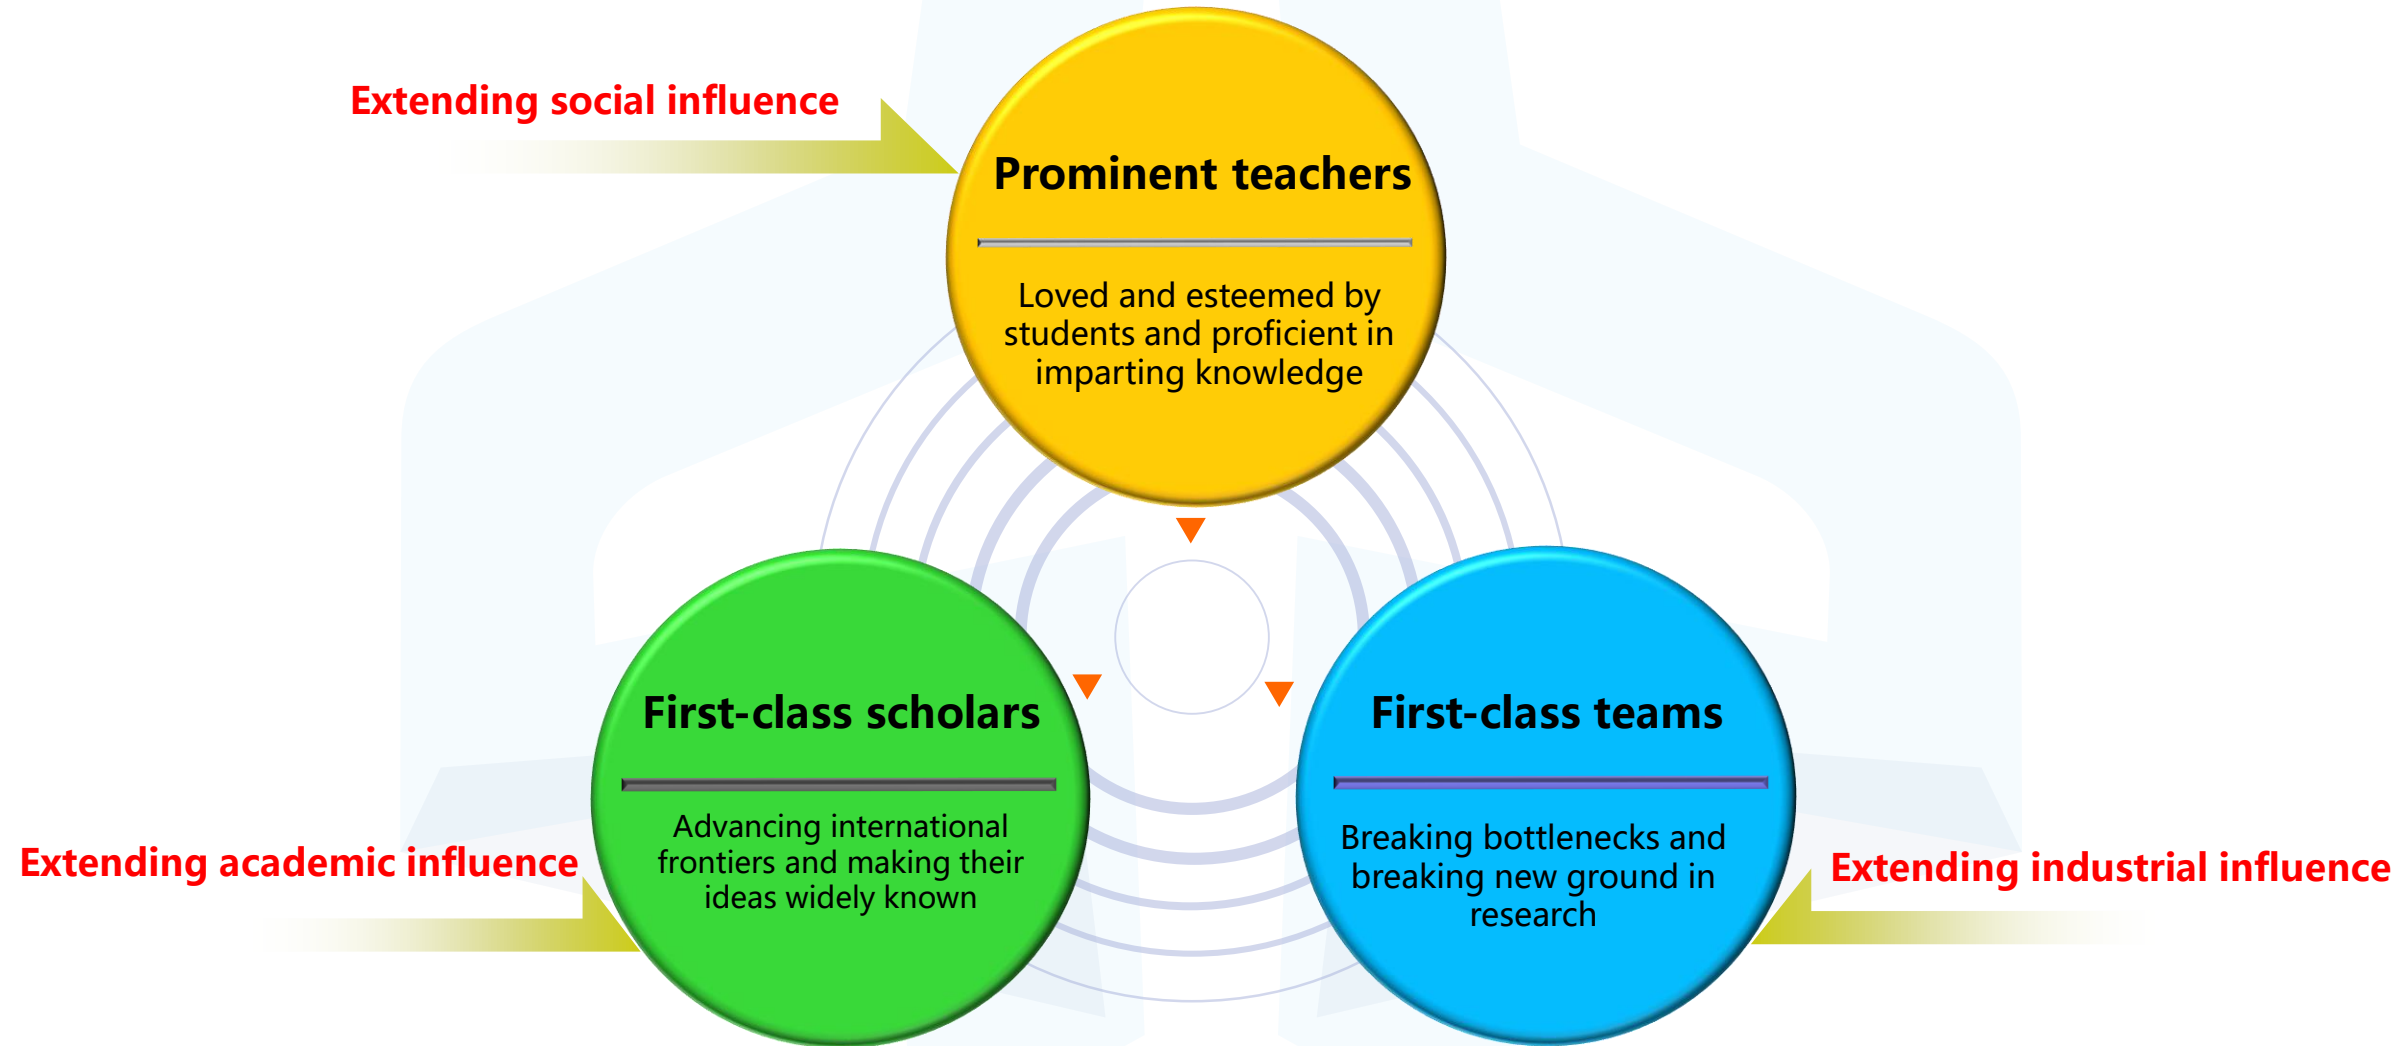 Extending social influence
Prominent teachers
Loved and esteemed by
students and proficient in
imparting knowledge
First-class scholars
Advancing international
frontiers and making their
ideas widely known
Extending academic influence
First-class teams
Breaking bottlenecks and
breaking new ground in
research
Extending industrial influence